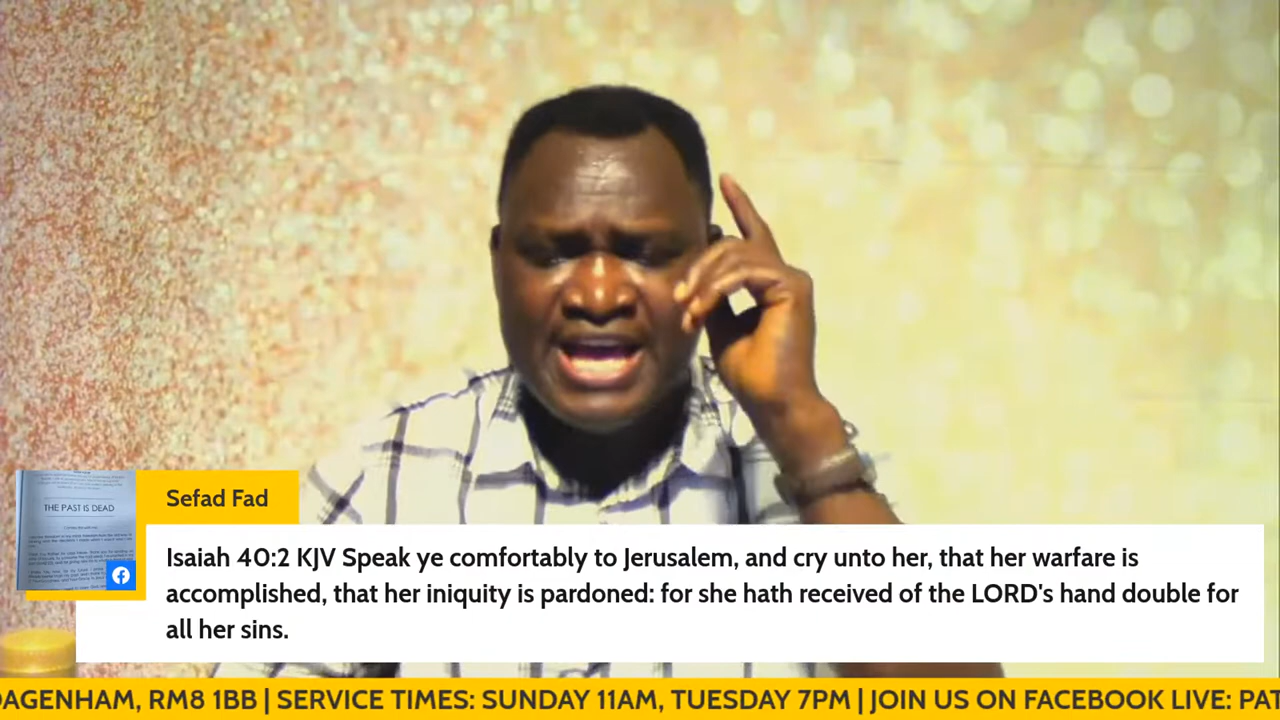 THE PAST IS DEAD
Sefad Fad
Isaiah 40:2 KJV Speak ye comfortably to Jerusalem, and cry unto her, that her warfare is
accomplished, that her iniquity is pardoned: for she hath received of the LORD's hand double for
all her sins.
DAGENHAM, RM8 1BB | SERVICE TIMES: SUNDAY 11AM, TUESDAY 7PM | JOIN US ON FACEBOOK LIVE: PAT